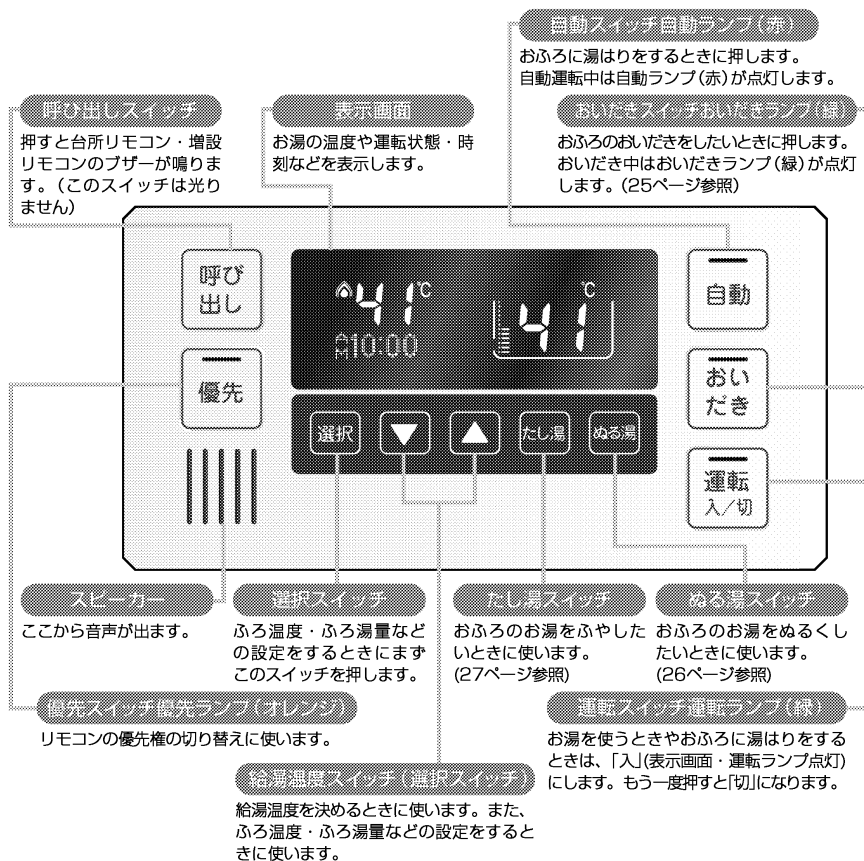 自動スイッチ自動ランプ(赤)
おふろに湯はりをするときに押します。
自動運転中は自動ランプ(赤)が点灯します。
呼び出しスイッチ
押すと台所リモコン・増設
リモコンのブザーが鳴りま
す。(このスイッチは光り
ません)
表示画面
お湯の温度や運転状態・時
刻などを表示します。
おいだきスイッチおいだきランプ(緑)
おふろのおいだきをしたいときに押します。
おいだき中はおいだきランプ(緑)が点灯
します。(25ページ参照)
呼び
出し
優先
41℃
AM10:00
℃
41
自動
おい
だき
運転
入/切
選択
▼
▲
たし湯
ぬる湯
スピーカー
ここから音声が出ます。
選択スイッチ
ふろ温度・ふろ湯量など
の設定をするときにまず
このスイッチを押します。
たし湯スイッチ
おふろのお湯をふやした
いときに使います。
(27ページ参照)
ぬる湯スイッチ
おふろのお湯をぬるくし
たいときに使います。
(26ページ参照)
優先スイッチ優先ランプ(オレンジ)
リモコンの優先権の切り替えに使います。
運転スイッチ運転ランプ(緑)
お湯を使うときやおふろに湯はりをする
ときは、「入」(表示画面・運転ランプ点灯)
にします。もう一度押すと「切」になります。
給湯温度スイッチ(選択スイッチ)
給湯温度を決めるときに使います。また、
ふろ温度・ふろ湯量などの設定をすると
きに使います。